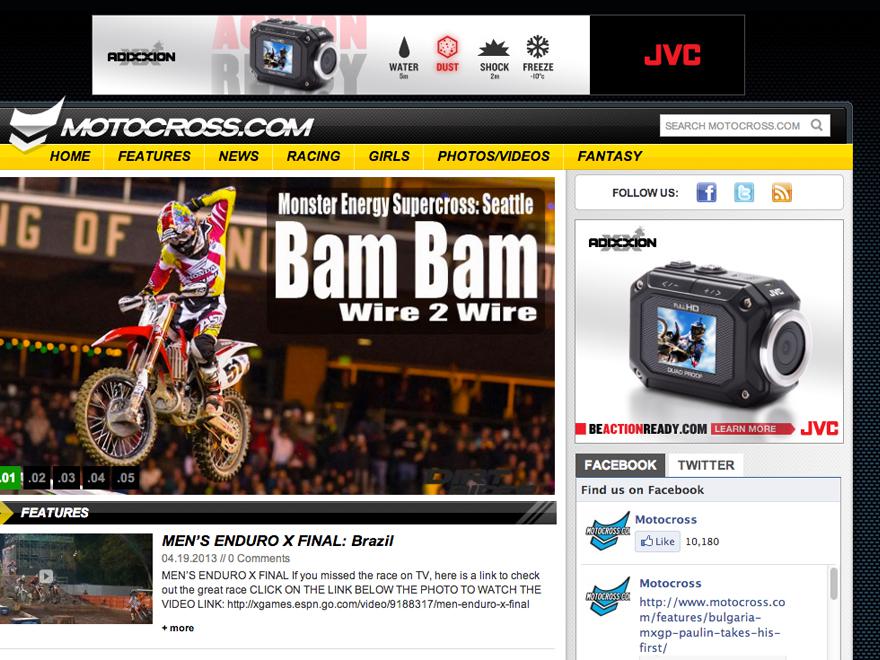 ADIXXION
ACTION
READY
WATER
5m
DUST
SHOCK
2m
FREEZE
-10°c
JVC
MOTOCROSS.COM
SEARCH MOTOCROSS.COM
HOME FEATURES NEWS RACING GIRLS PHOTOS/VIDEOS FANTASY
Monster Energy Supercross: Seattle
Bam Bam
Wire 2 Wire
.01 .02 .03 .04 .05
FOLLOW US:
ADIXXION
JVC
FULL HD
QUAD PROOF
BEACTIONREADY.COM LEARN MORE JVC
FACEBOOK TWITTER
Find us on Facebook
Motocross
Like 10,180
Motocross
http://www.motocross.co
m/features/bulgaria-
mxgp-paulin-takes-his-
first/
FEATURES
MEN'S ENDURO X FINAL: Brazil
04.19.2013 // 0 Comments
MEN'S ENDURO X FINAL If you missed the race on TV, here is a link to check
out the great race CLICK ON THE LINK BELOW THE PHOTO TO WATCH THE
VIDEO LINK: http://xgames.espn.go.com/video/9188317/men-enduro-x-final
+ more